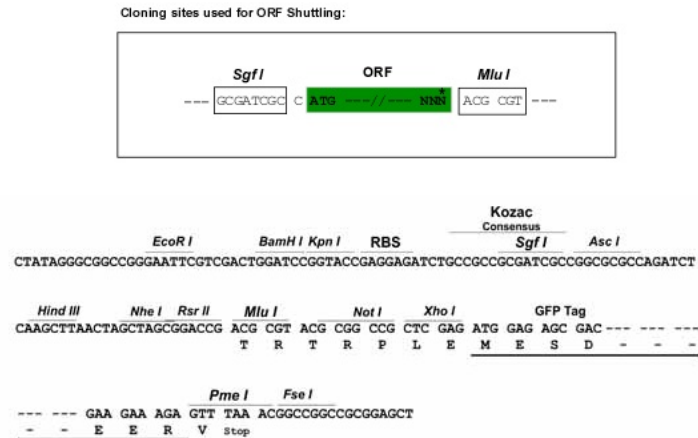 Cloning sites used for ORF Shuttling:
Sgf I ORF Mlu I
--- GCGATCGC C ATG ---//--- NNN * ACG CGT ---
Kozac
Consensus
EcoR I BamH I Kpn I RBS Sgf I Asc I
CTATAGGGCGGCCGGGAATTCGTCGACTGGATCCGGTACCGAGGAGATCTGCCGCCGCGATCGCCGGCGCGCCAGATCT
Hind III Nhe I Rsr II Mlu I Not I Xho I GFP Tag
CAAGCTTAACTAGCTAGCGGACCG ACG CGT ACG CGG CCG CTC GAG ATG GAG AGC GAC--- --- ---
T R T R P L E M E S D - - -
Pme I Fse I
--- --- GAA GAA AGA GTT TAA ACGGCCGGCCGCGGAGCT
- - E E R V Stop